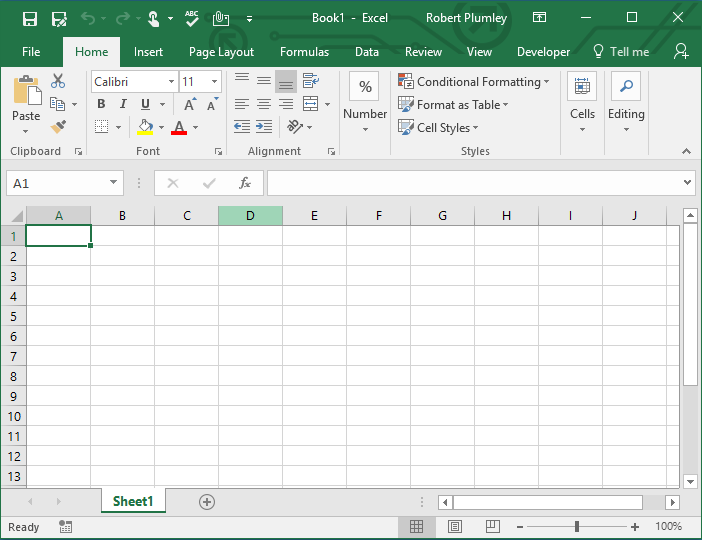 Book1 - Excel
Robert Plumley
File Home Insert Page Layout Formulas Data Review View Developer Tell me
Paste
Calibri 11
B I U
A A
A
%
Number
Conditional Formatting
Format as Table
Cell Styles
Cells
Editing
Clipboard Font Alignment Styles
A1 fx
A B C D E F G H I J
1
2
3
4
5
6
7
8
9
10
11
12
13
Sheet1
Ready 100%